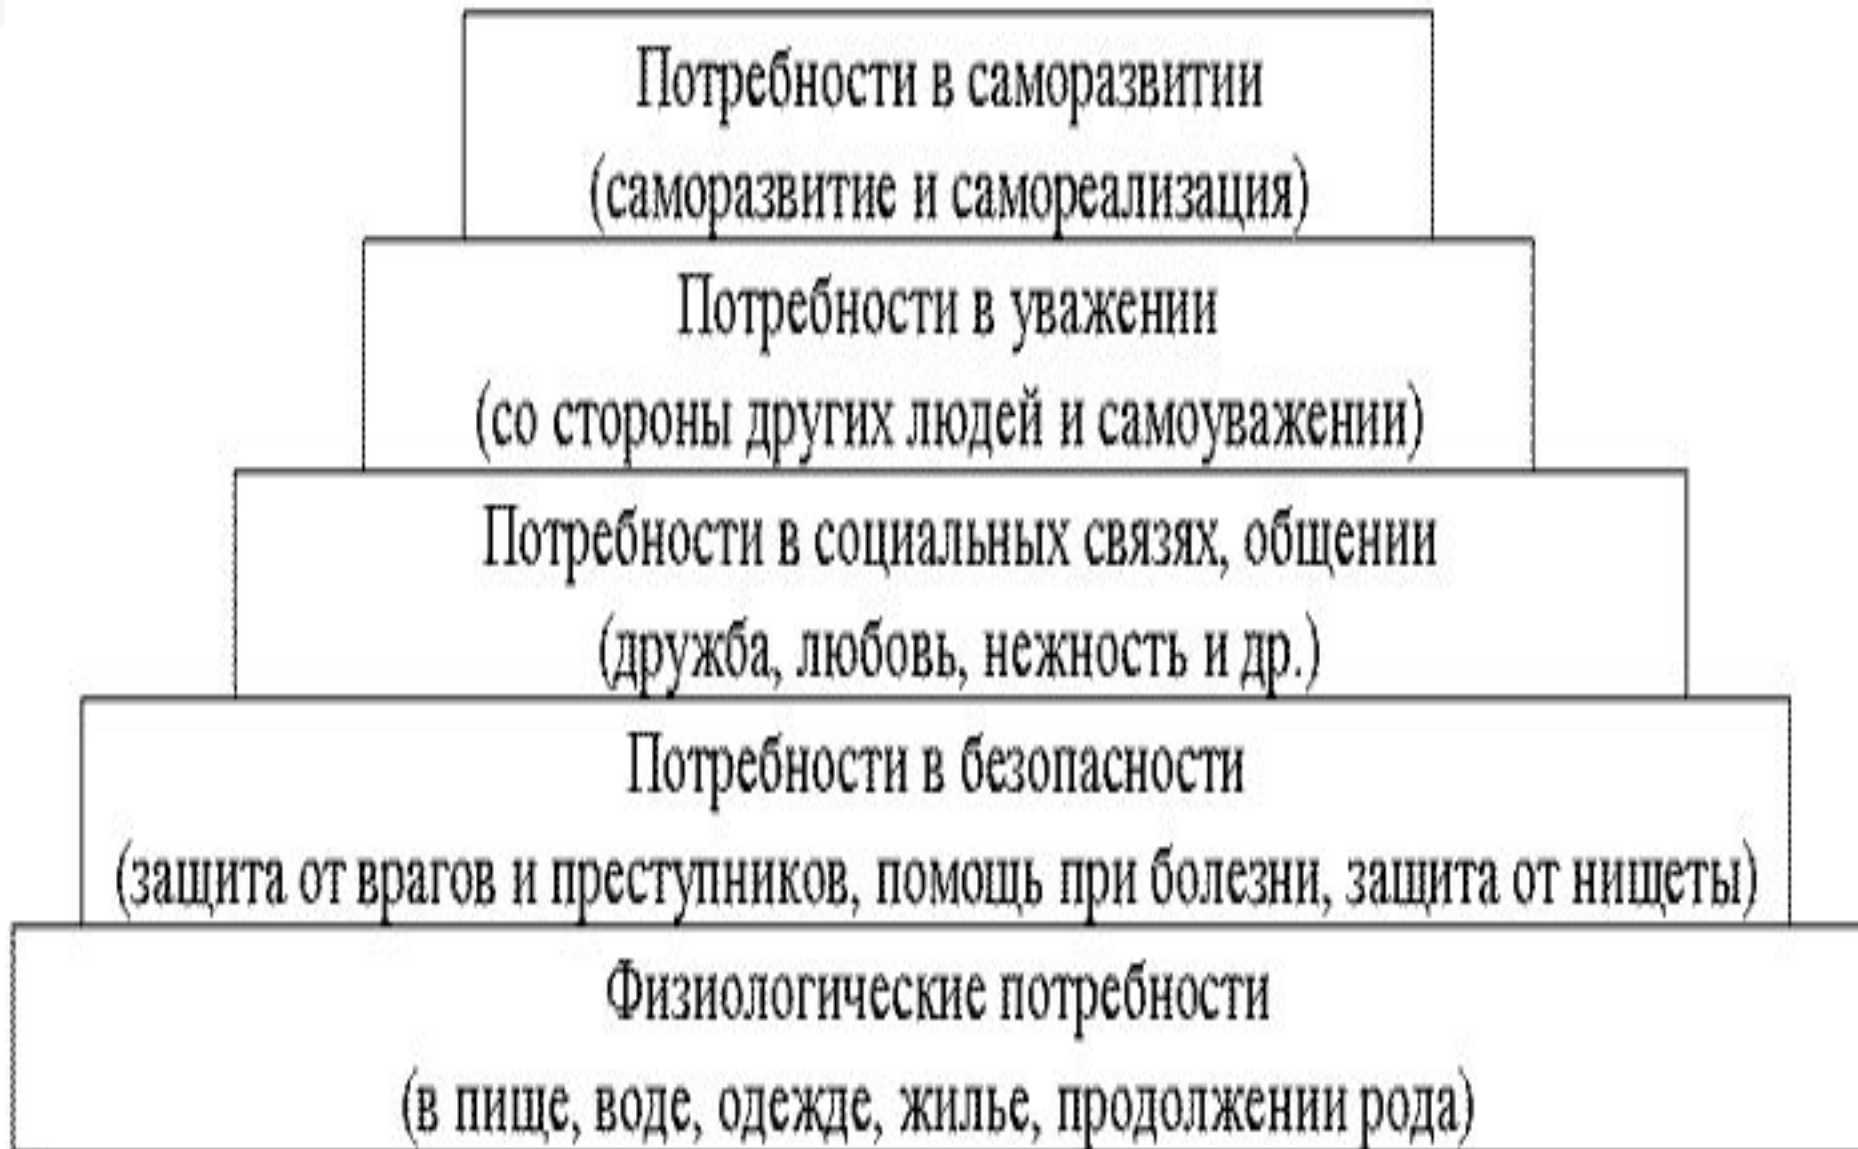 Потребности в саморазвитии
(саморазвитие и самореализация)
Потребности в уважении
(со стороны других людей и самоуважении)
Потребности в социальных связях, общении
(дружба, любовь, нежность и др.)
Потребности в безопасности
(защита от врагов и преступников, помощь при болезни, защита от нищеты)
Физиологические потребности
(в пище, воде, одежде, жилье, продолжении рода)